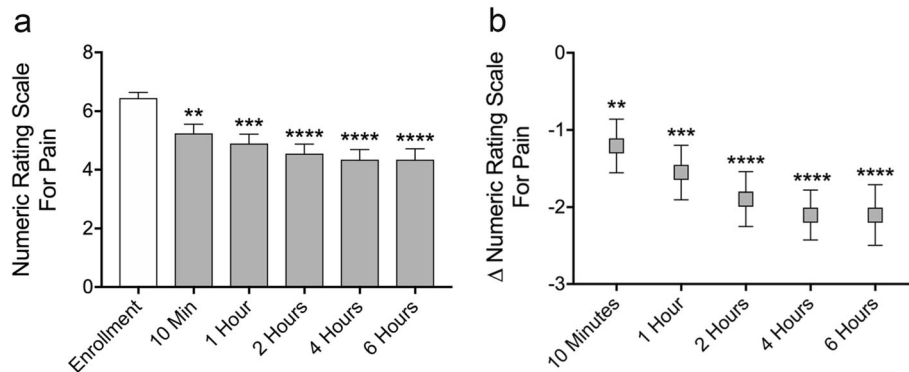 a
Numeric Rating Scale
For Pain
8
6
4
2
0
**
***
****
****
****
Enrollment
10 Min
1 Hour
2 Hours
4 Hours
6 Hours
b
Δ Numeric Rating Scale
For Pain
0
-1
-2
-3
**
***
****
****
****
10 Minutes
1 Hour
2 Hours
4 Hours
6 Hours